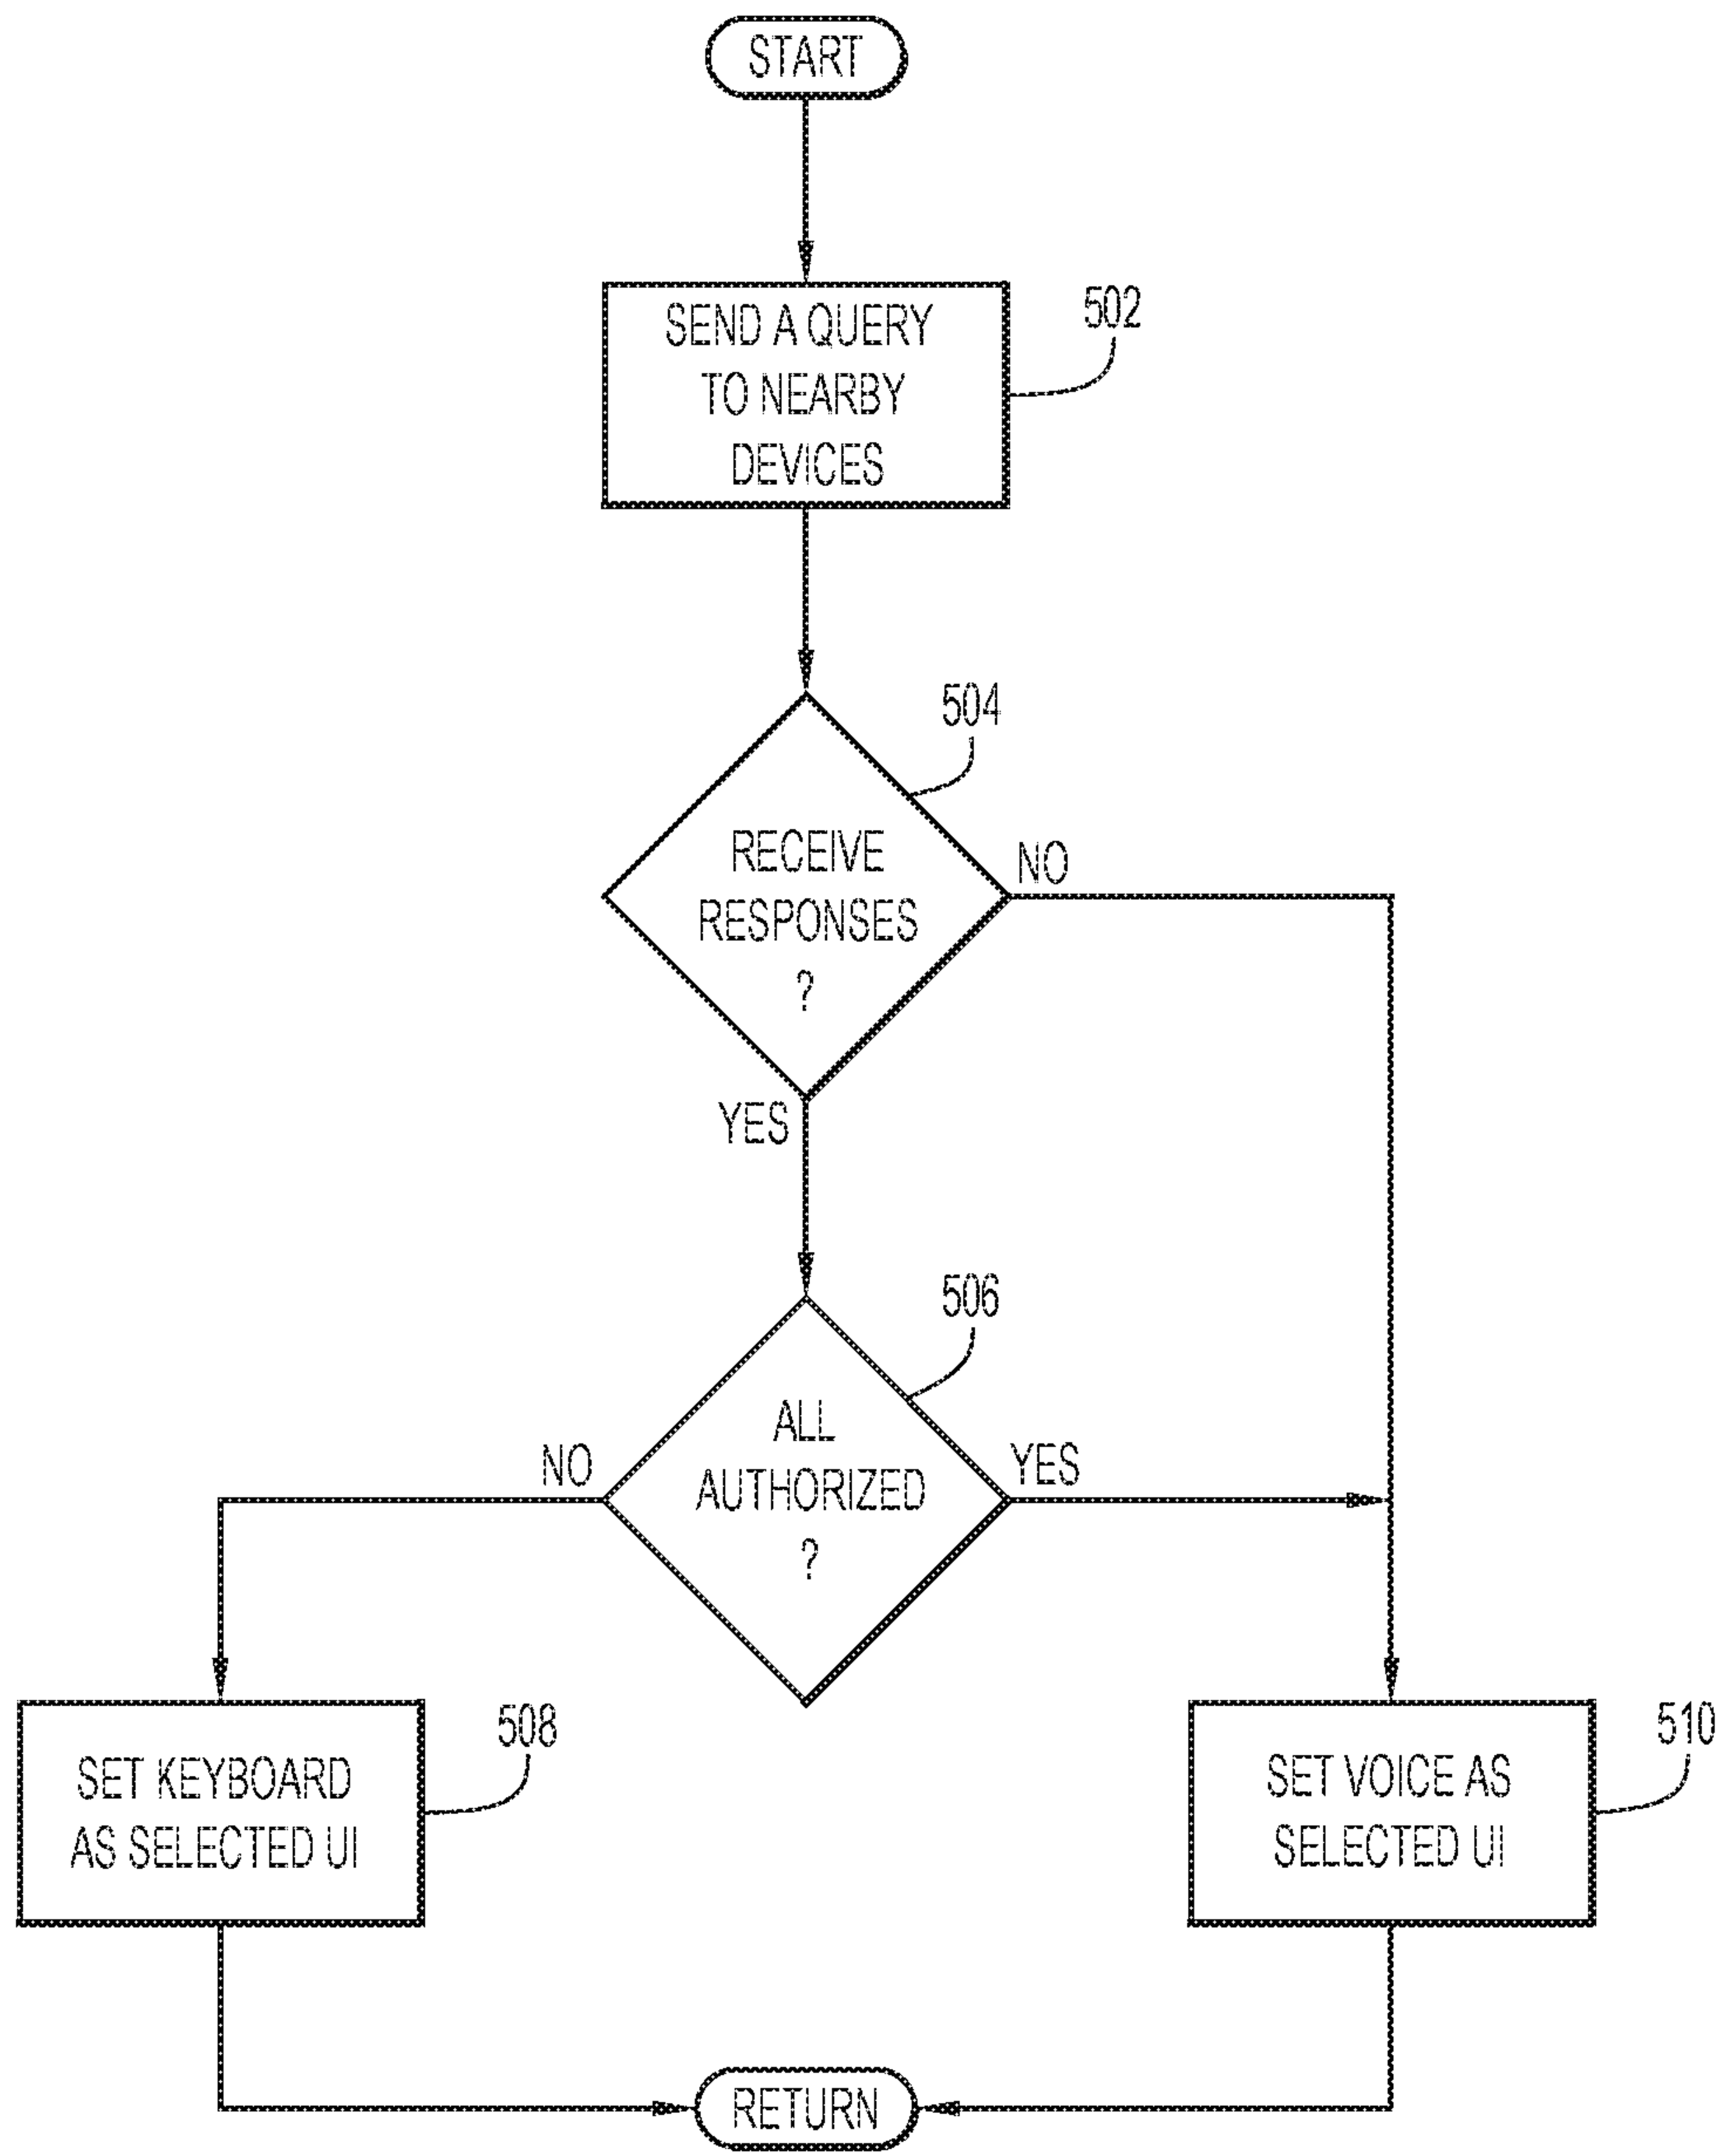 START
SEND A QUERY
TO NEARBY
DEVICES
502
504
RECEIVE
RESPONSES
?
NO
YES
506
ALL
AUTHORIZED
?
NO
YES
SET KEYBOARD
AS SELECTED UI
508
SET VOICE AS
SELECTED UI
510
RETURN